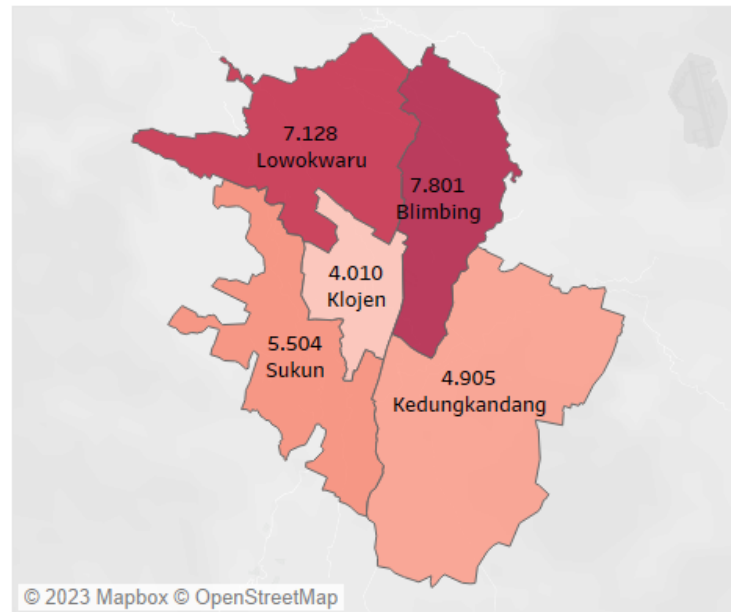 7.128
Lowokwaru
7.801
Blimbing
4.010
Klojen
5.504
Sukun
4.905
Kedungkandang
© 2023 Mapbox © OpenStreetMap